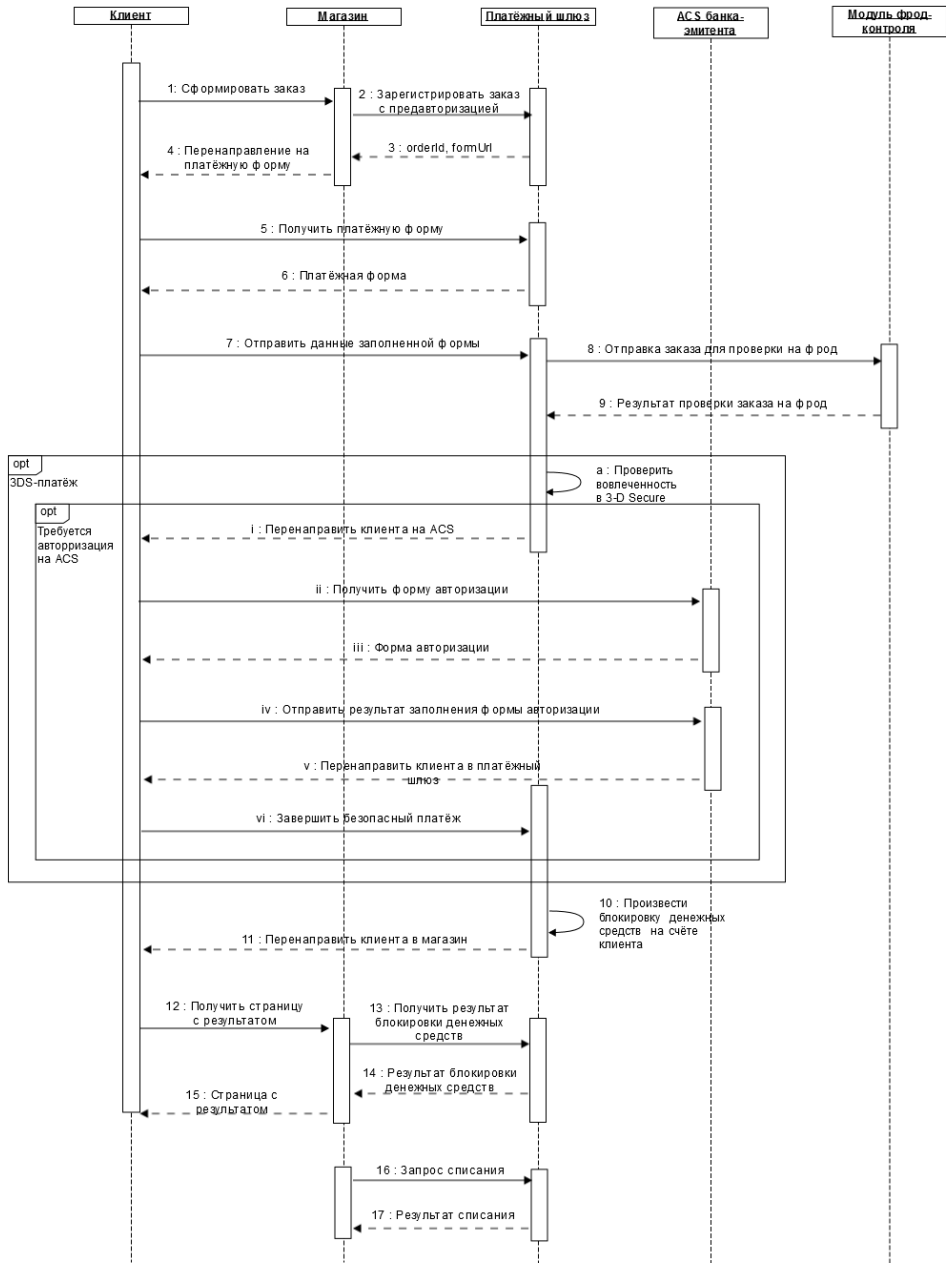 Клиент
Магазин
Платёжный шлюз
ACS банка-
эмитента
Модуль фрод-
контроля
1: Сформировать заказ
2 : Зарегистрировать заказ
с предавторизацией
3 : orderId, formUrl
4 : Перенаправление на
платёжную форму
5 : Получить платёжную форму
6 : Платёжная форма
7 : Отправить данные заполненной формы
8 : Отправка заказа для проверки на фрод
9 : Результат проверки заказа на фрод
opt
3DS-платёж
a : Проверить
вовлеченность
в 3-D Secure
opt
Требуется
авторризация
на ACS
i : Перенаправить клиента на ACS
ii : Получить форму авторизации
iii : Форма авторизации
iv : Отправить результат заполнения формы авторизации
v : Перенаправить клиента в платёжный
шлюз
vi : Завершить безопасный платёж
10 : Произвести
блокировку денежных
средств на счёте
клиента
11 : Перенаправить клиента в магазин
12 : Получить страницу
с результатом
13 : Получить результат
блокировки денежных
средств
14 : Результат блокировки
денежных средств
15 : Страница с
результатом
16 : Запрос списания
17 : Результат списания